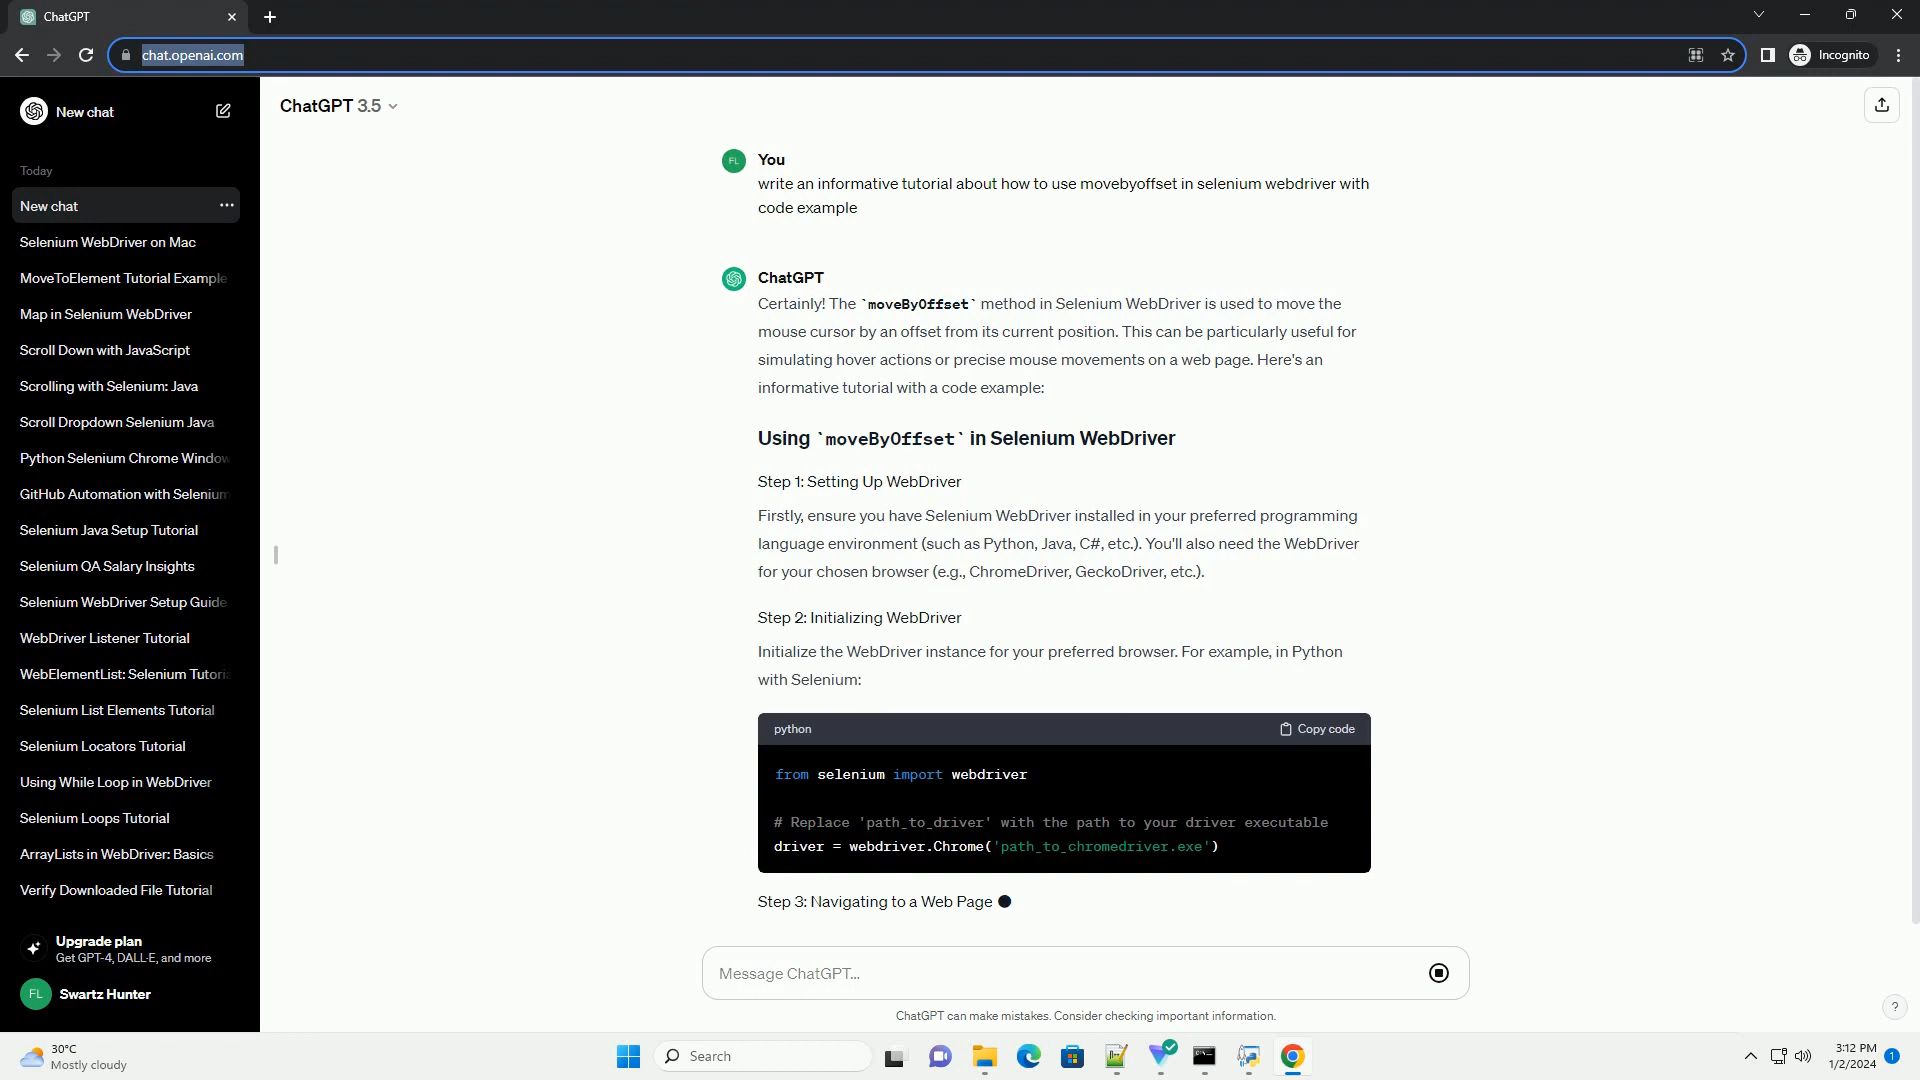 ChatGPT
chat.openai.com
Incognito
New chat
Today
New chat
Selenium WebDriver on Mac
MoveToElement Tutorial Example
Map in Selenium WebDriver
Scroll Down with JavaScript
Scrolling with Selenium: Java
Scroll Dropdown Selenium Java
Python Selenium Chrome Window
GitHub Automation with Selenium
Selenium Java Setup Tutorial
Selenium QA Salary Insights
Selenium WebDriver Setup Guide
WebDriver Listener Tutorial
WebElementList: Selenium Tutoria
Selenium List Elements Tutorial
Selenium Locators Tutorial
Using While Loop in WebDriver
Selenium Loops Tutorial
ArrayLists in WebDriver: Basics
Verify Downloaded File Tutorial
Upgrade plan
Get GPT-4, DALL·E, and more
FL Swartz Hunter
ChatGPT 3.5
FL You
write an informative tutorial about how to use movebyoffset in selenium webdriver with
code example
ChatGPT
Certainly! The `moveByOffset` method in Selenium WebDriver is used to move the
mouse cursor by an offset from its current position. This can be particularly useful for
simulating hover actions or precise mouse movements on a web page. Here's an
informative tutorial with a code example:
Using `moveByOffset` in Selenium WebDriver
Step 1: Setting Up WebDriver
Firstly, ensure you have Selenium WebDriver installed in your preferred programming
language environment (such as Python, Java, C#, etc.). You'll also need the WebDriver
for your chosen browser (e.g., ChromeDriver, GeckoDriver, etc.).
Step 2: Initializing WebDriver
Initialize the WebDriver instance for your preferred browser. For example, in Python
with Selenium:
python Copy code
from selenium import webdriver
# Replace 'path_to_driver' with the path to your driver executable
driver = webdriver.Chrome('path_to_chromedriver.exe')
Step 3: Navigating to a Web Page
Message ChatGPT...
ChatGPT can make mistakes. Consider checking important information.
?
30°C
Mostly cloudy
Search
3:12 PM
1/2/2024
1